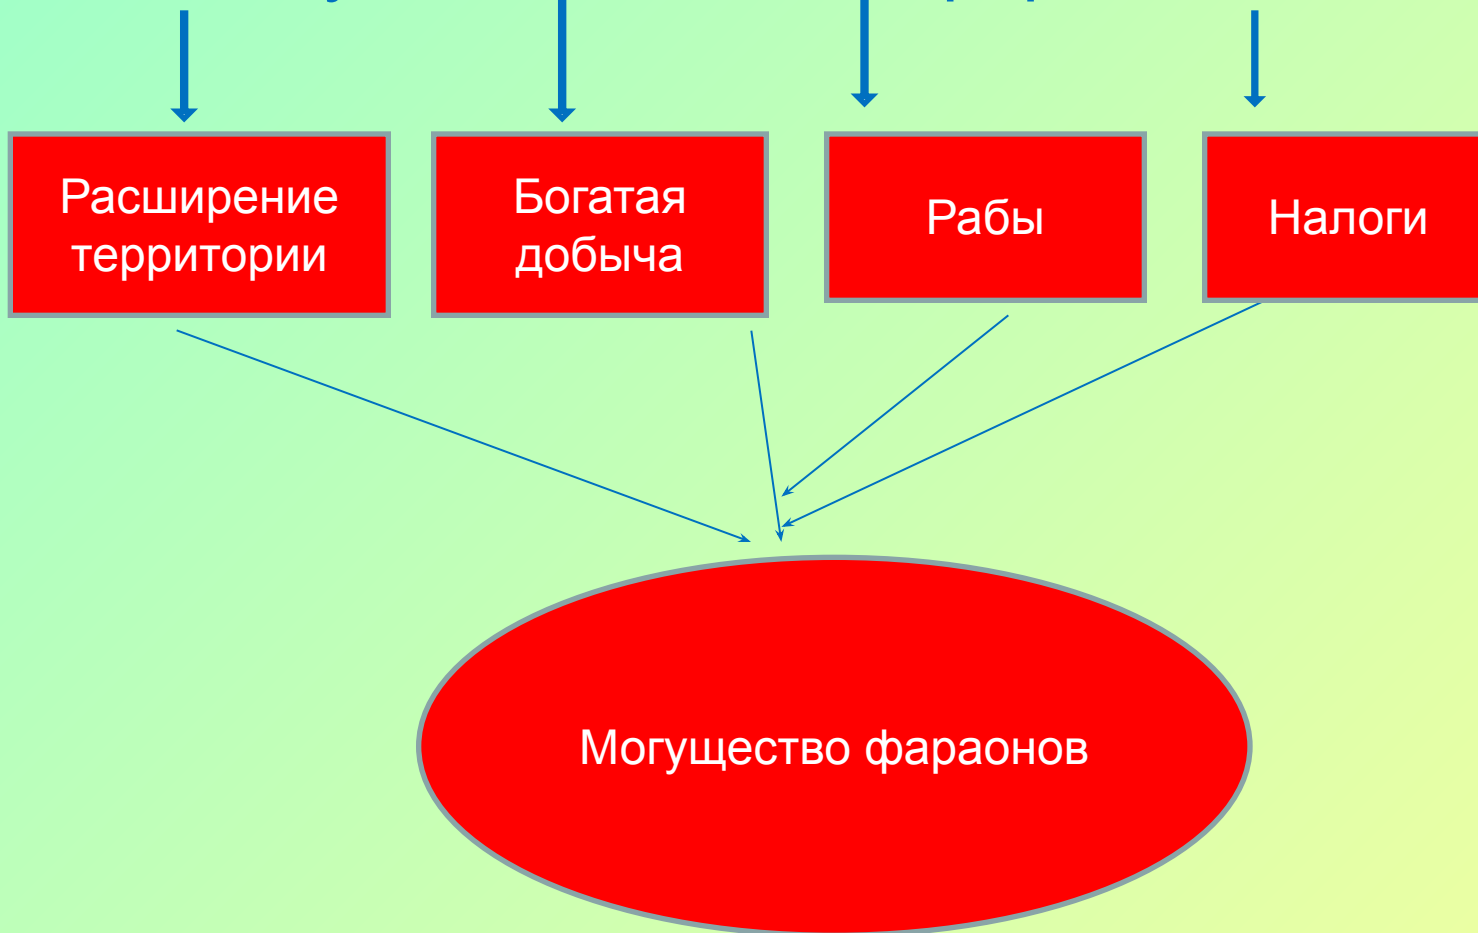 Расширение
территории
Богатая
добыча
Рабы
Налоги
Могущество фараонов